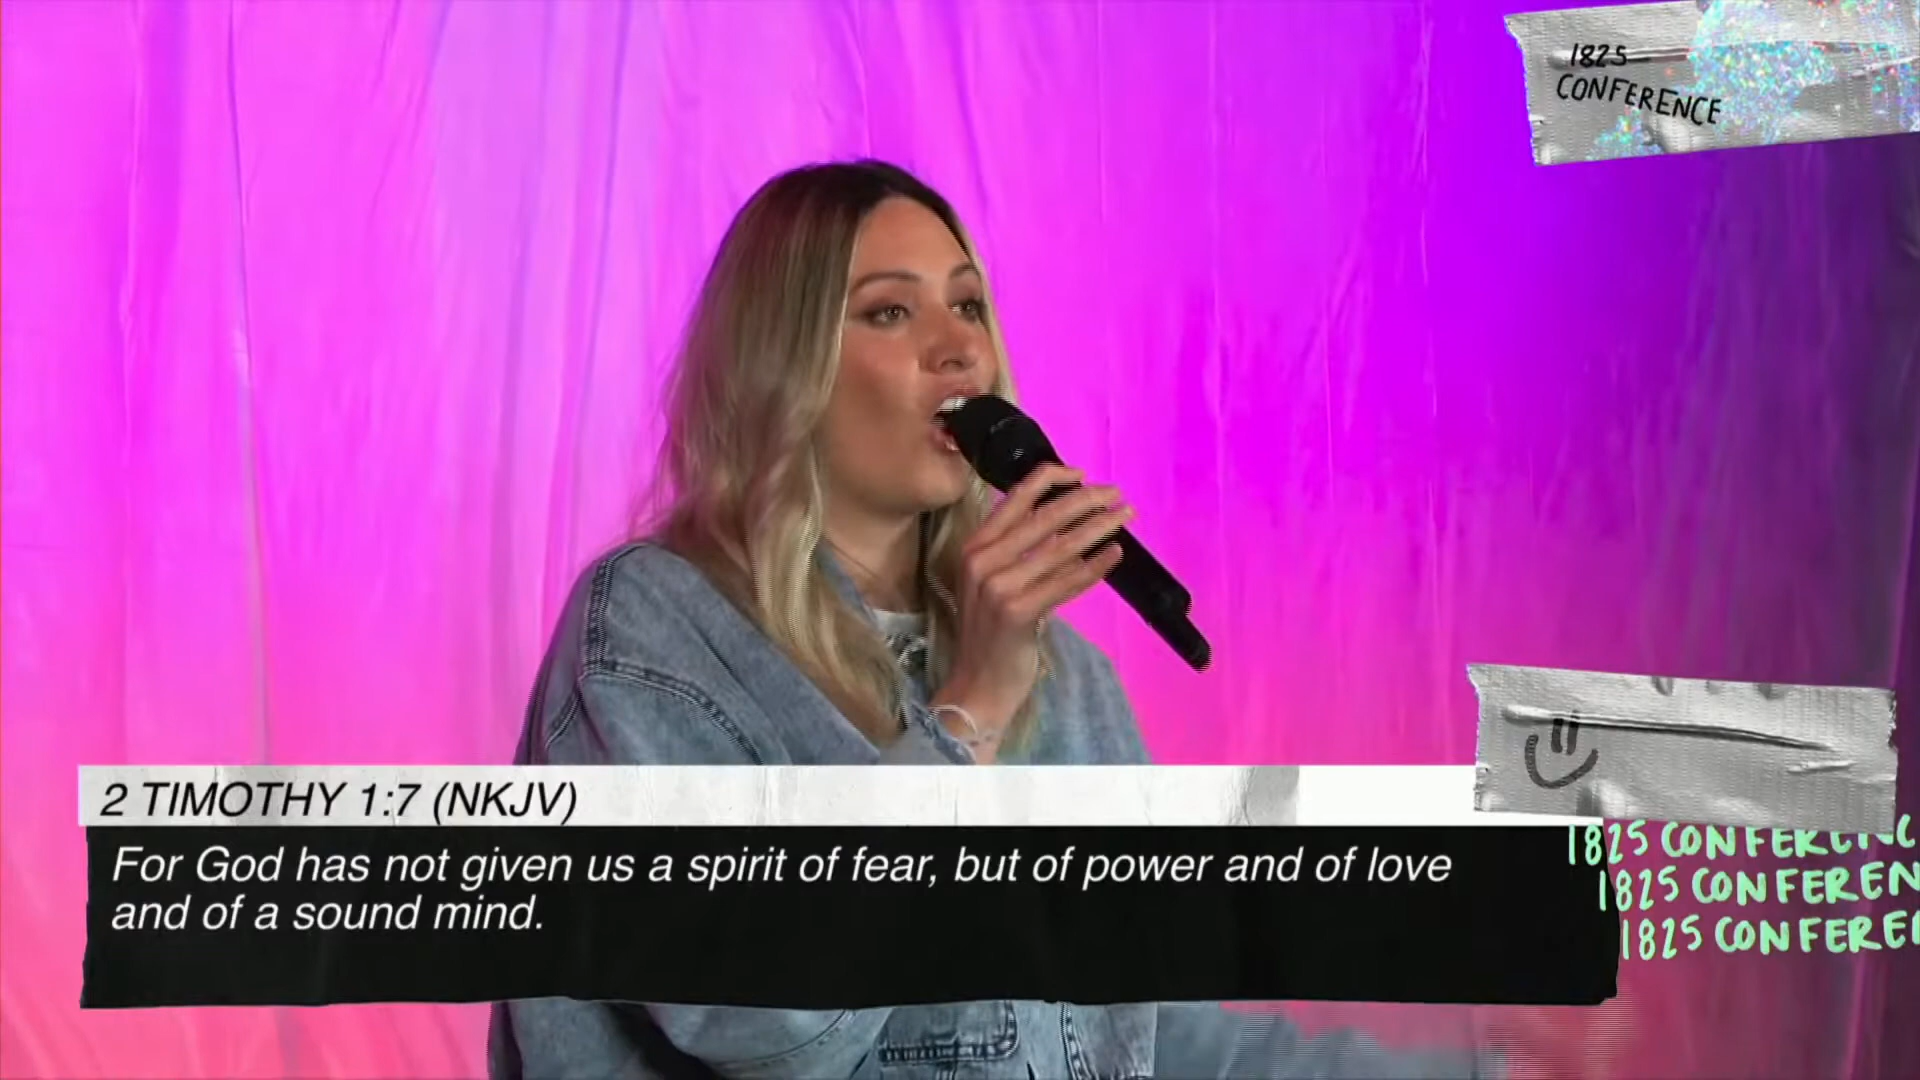 1825
CONFERENCE
2 TIMOTHY 1:7 (NKJV)
For God has not given us a spirit of fear, but of power and of love
and of a sound mind.
1825 CONFERENC
1825 CONFEREN
1825 CONFERE